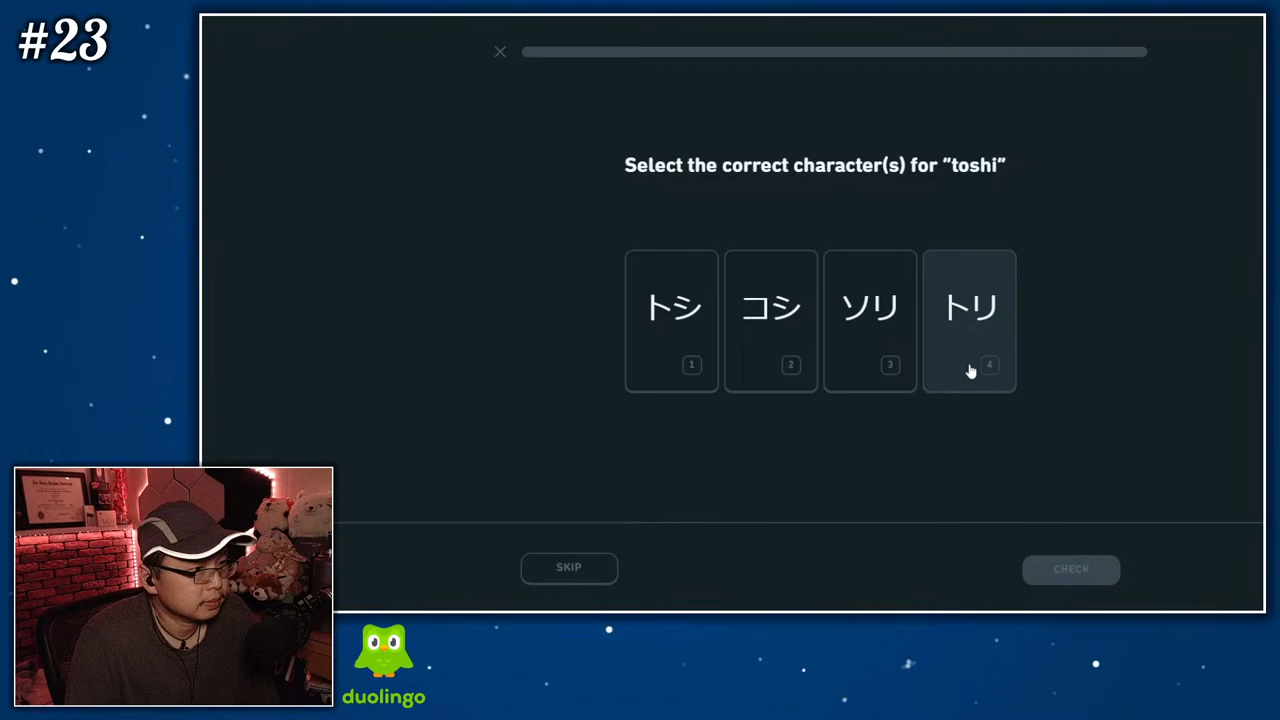 #23
Select the correct character(s) for “toshi”
トシ コシ ソリ トリ
1 2 3 4
SKIP CHECK
duolingo